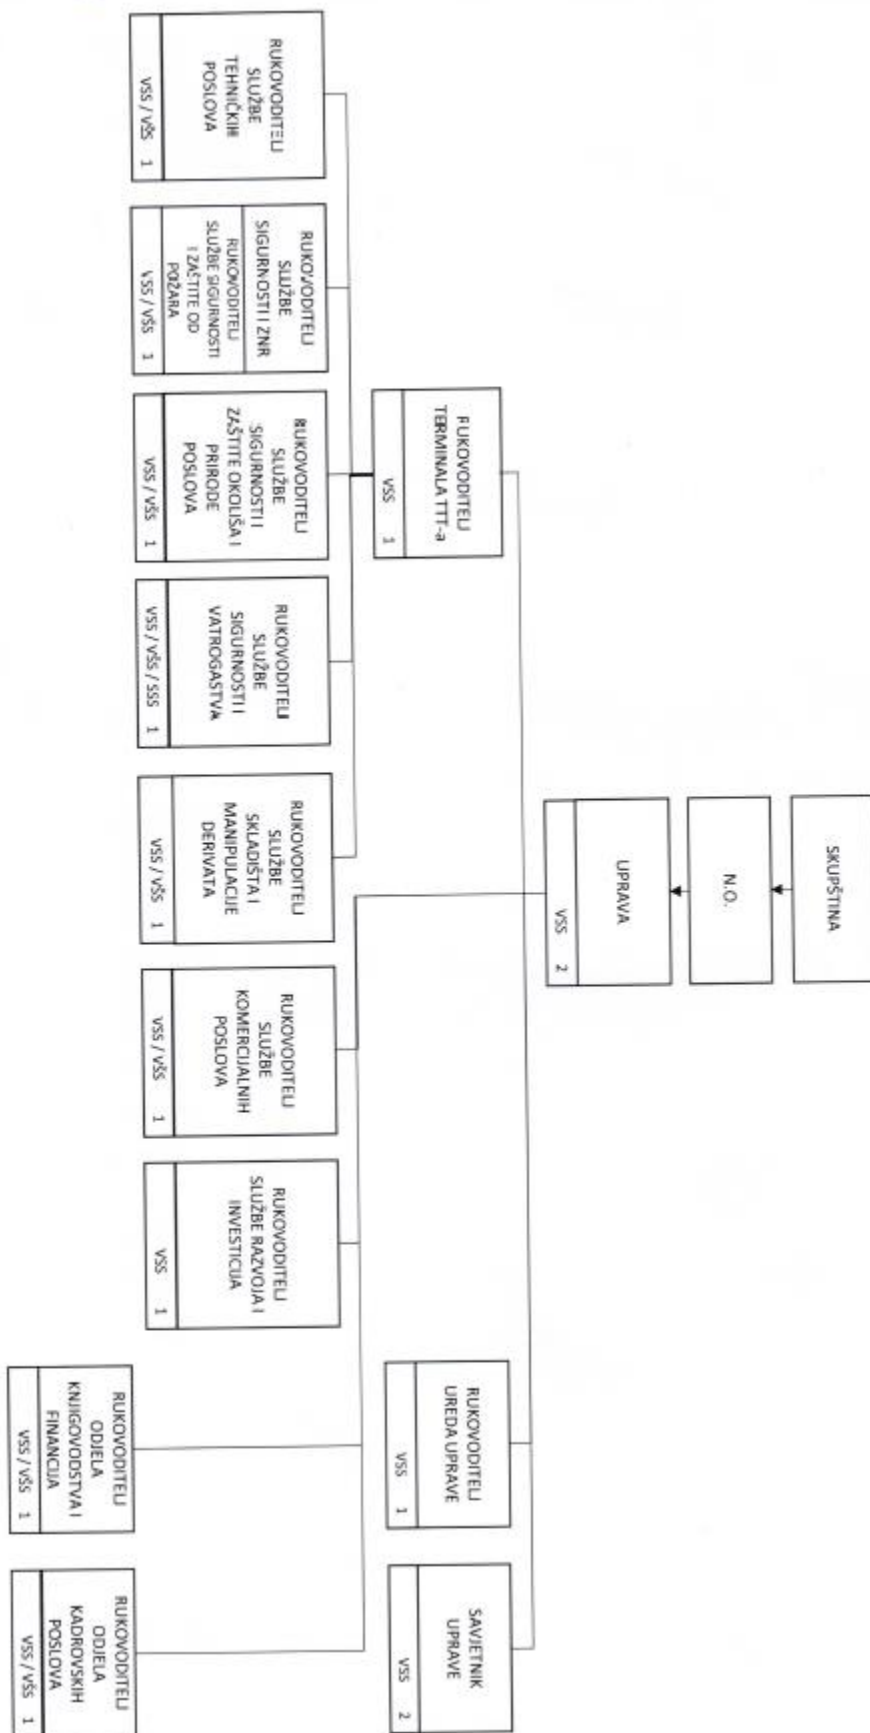 SKUPŠTINA
N.O.
UPRAVA
VSS 2
RUKOVODITELJ
TERMINALA TTT-a
VSS 1
RUKOVODITELJ
UREDA UPRAVE
VSS 1
SAVJETNIK
UPRAVE
VSS 2
RUKOVODITELJ
SLUŽBE
TEHNIČKIH
POSLOVA
VSS / VŠS 1
RUKOVODITELJ
SLUŽBE
SIGURNOSTI I ZNR
RUKOVODITELJ
SLUŽBE SIGURNOSTI
I ZAŠTITE OD
POŽARA
VSS / VŠS 1
RUKOVODITELJ
SLUŽBE
SIGURNOSTI I
ZAŠTITE OKOLIŠA I
PRIRODE
POSLOVA
VSS / VŠS 1
RUKOVODITELJ
SLUŽBE
SIGURNOSTI I
VATROGASTVA
VSS / VŠS / SSS 1
RUKOVODITELJ
SLUŽBE
SKLADIŠTA I
MANIPULACIJE
DERIVATA
VSS / VŠS 1
RUKOVODITELJ
SLUŽBE
KOMERCIJALNIH
POSLOVA
VSS / VŠS 1
RUKOVODITELJ
SLUŽBE RAZVOJA I
INVESTICIJA
VSS 1
RUKOVODITELJ
ODJELA
KNJIGOVODSTVA I
FINANCIJA
VSS / VŠS 1
RUKOVODITELJ
ODJELA
KADROVSKIH
POSLOVA
VSS / VŠS 1